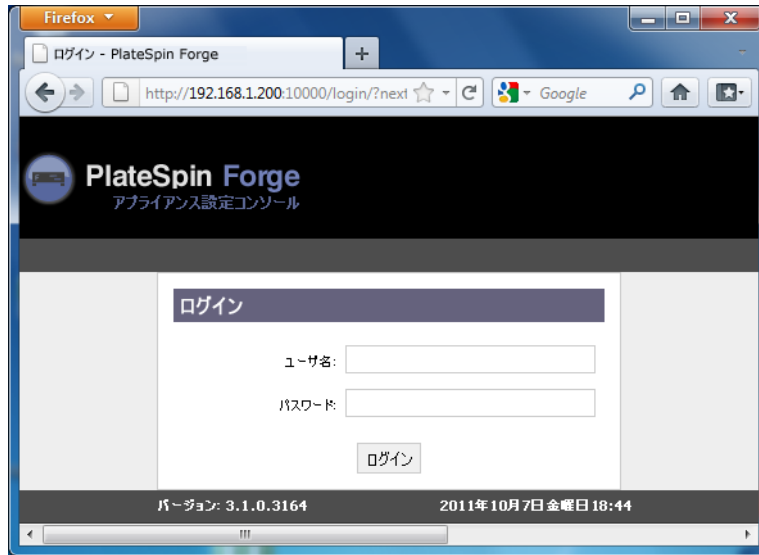 Firefox
ログイン - PlateSpin Forge
http://192.168.1.200:10000/login/?next
Google
PlateSpin Forge
アプライアンス設定コンソール
ログイン
ユーザ名:
パスワード:
ログイン
バージョン: 3.1.0.3164
2011年10月7日金曜日18:44